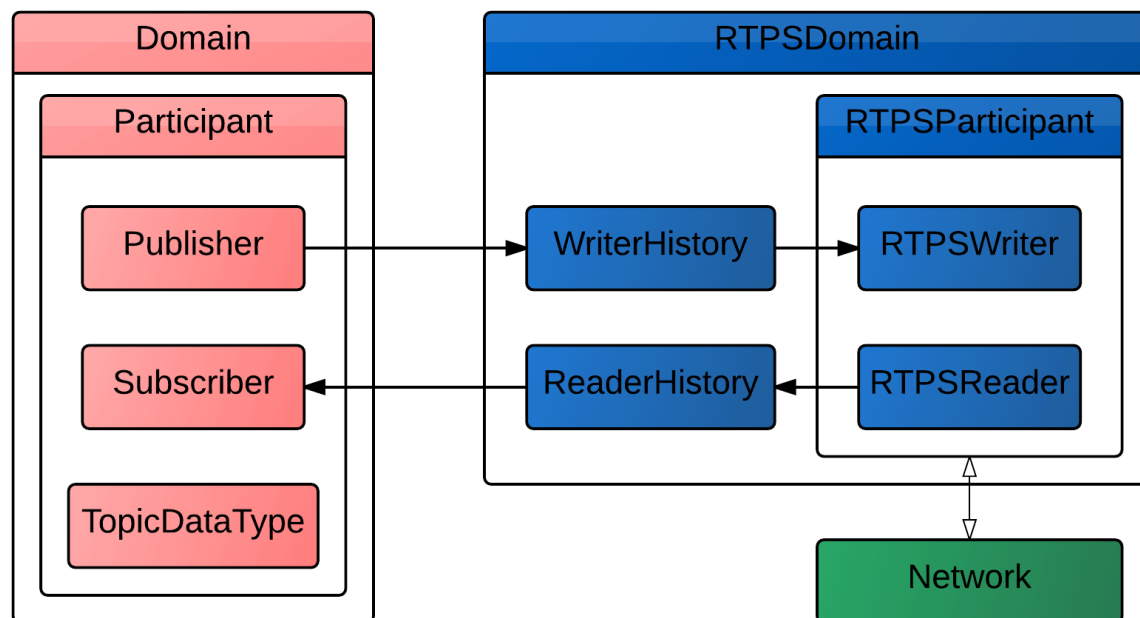 Domain
RTPSDomain
Participant
RTPSParticipant
Publisher
WriterHistory
RTPSWriter
Subscriber
ReaderHistory
RTPSReader
TopicDataType
Network